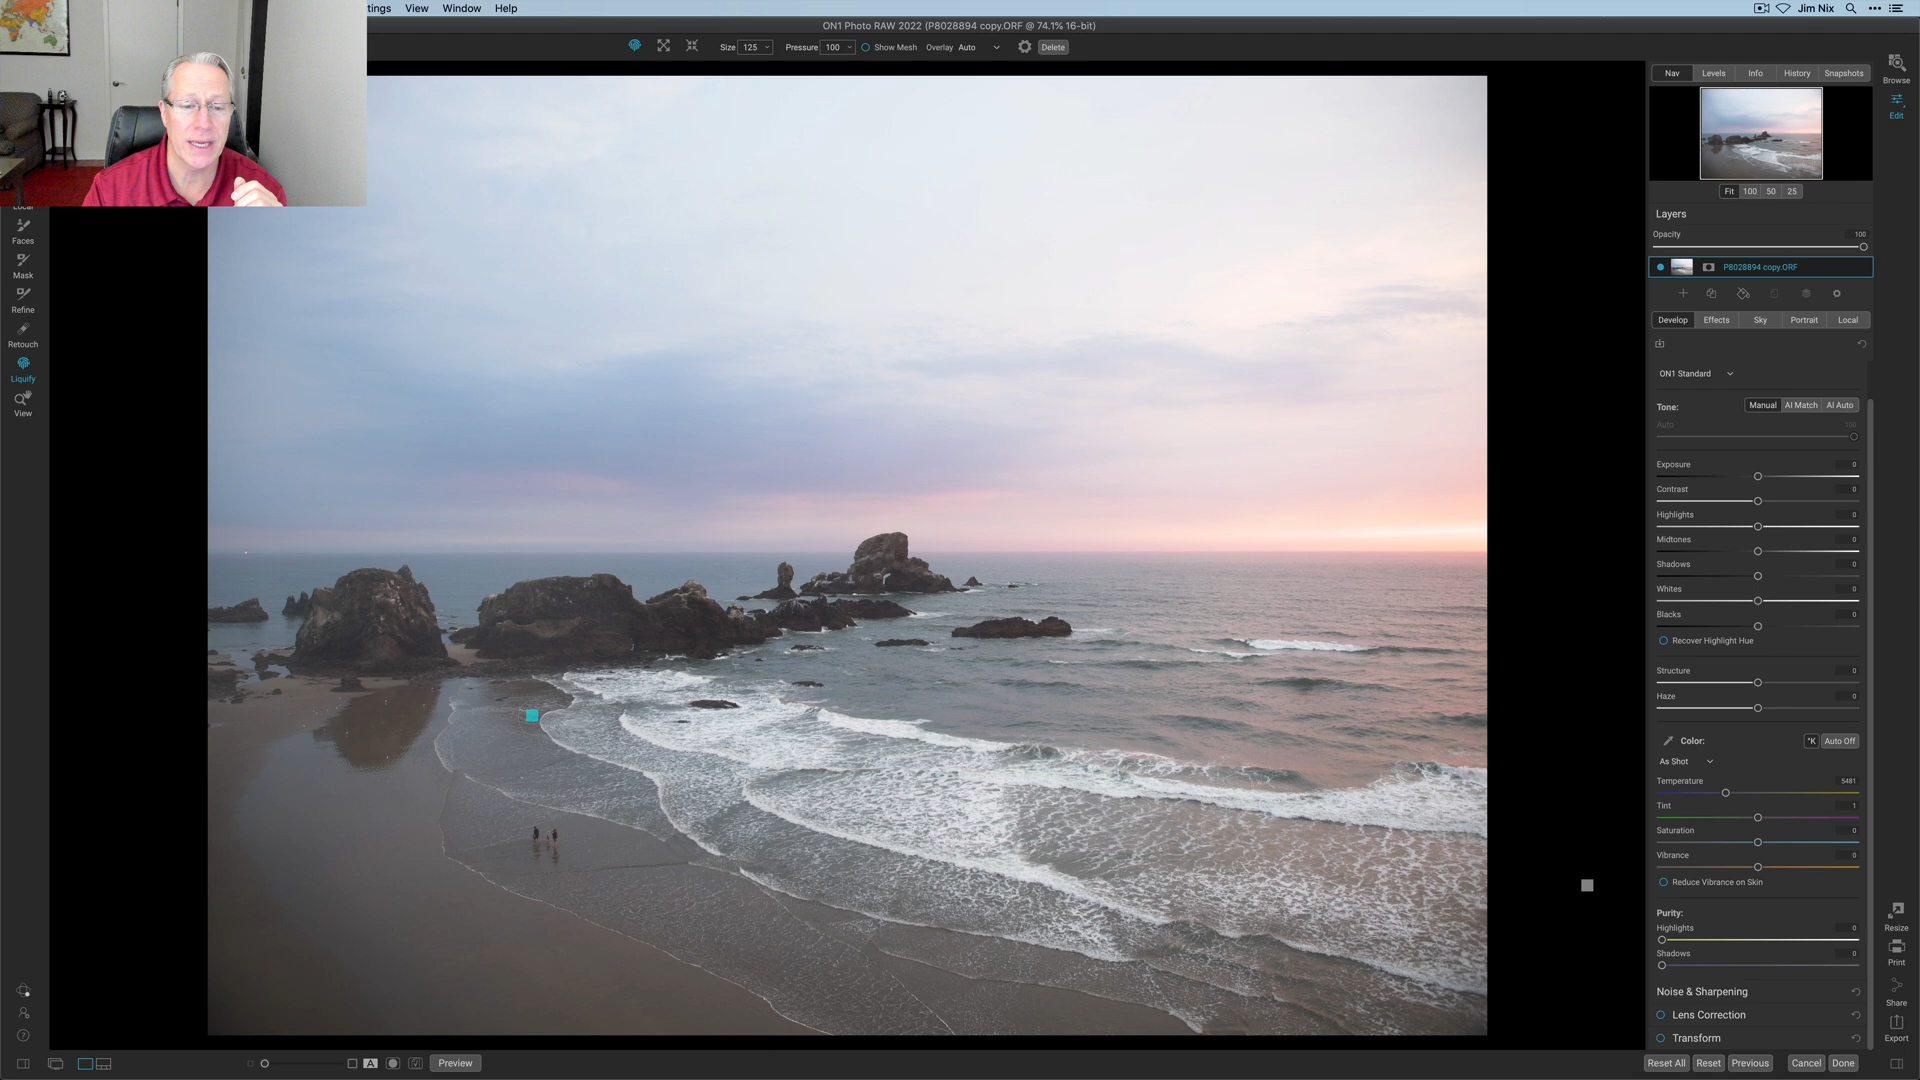 tings View Window Help Jim Nix
ON1 Photo RAW 2022 (P8028894 copy.ORF @ 74.1% 16-bit)
Size 125 Pressure 100 Show Mesh Overlay Auto Delete
Nav Levels Info History Snapshots
Browse
Edit
Fit 100 50 25
Layers
Opacity 100
P8028894 copy.ORF
Develop Effects Sky Portrait Local
ON1 Standard
Tone: Manual AI Match AI Auto
Auto 100
Exposure 0
Contrast 0
Highlights 0
Midtones 0
Shadows 0
Whites 0
Blacks 0
Recover Highlight Hue
Structure 0
Haze 0
Color: °K Auto Off
As Shot
Temperature 5481
Tint 1
Saturation 0
Vibrance 0
Reduce Vibrance on Skin
Purity:
Highlights 0
Shadows 0
Noise & Sharpening
Lens Correction
Transform
Resize
Print
Share
Export
Local
Faces
Mask
Refine
Retouch
Liquify
View
A Preview
Reset All Reset Previous Cancel Done